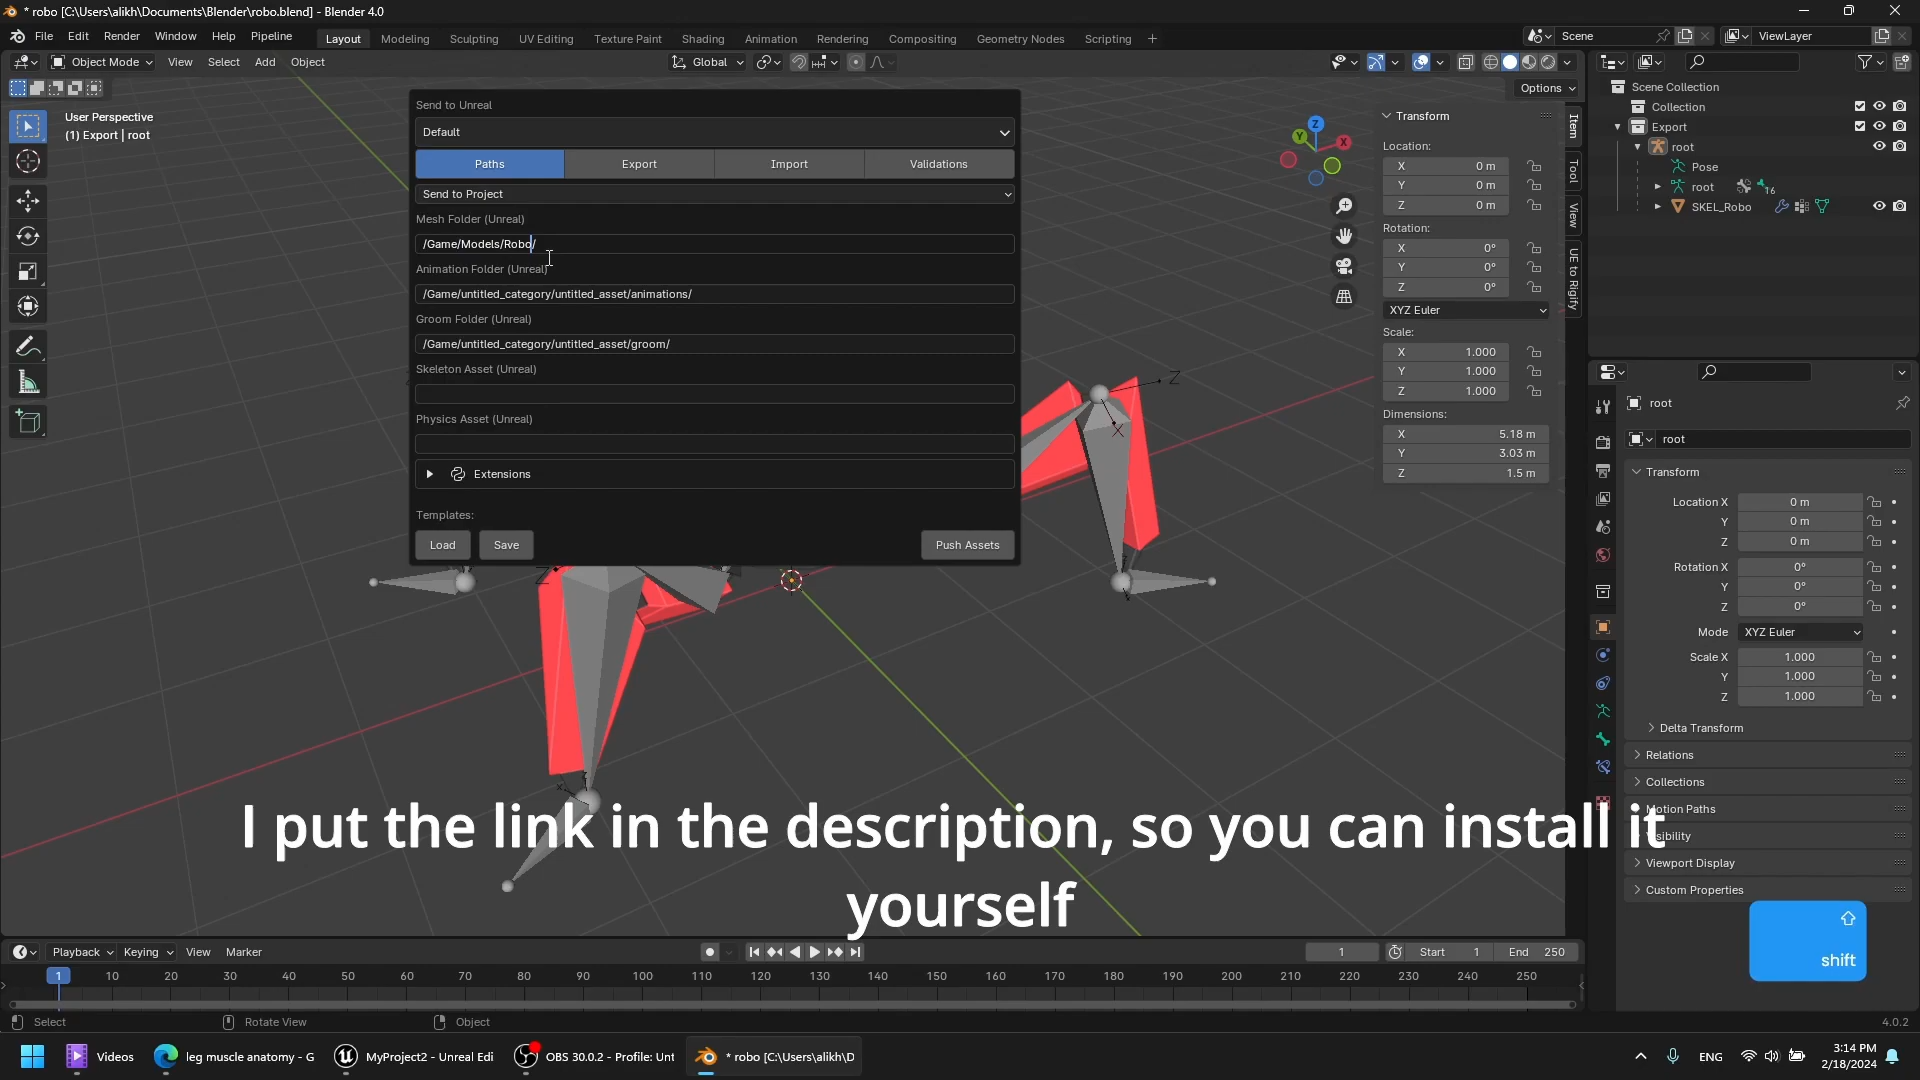 * robo [C:\Users\alikh\Documents\Blender\robo.blend] - Blender 4.0
File Edit Render Window Help Pipeline
Layout Modeling Sculpting UV Editing Texture Paint Shading Animation Rendering Compositing Geometry Nodes Scripting
Scene
ViewLayer
Object Mode View Select Add Object
Global
Options
User Perspective
(1) Export | root
Send to Unreal
Default
Paths Export Import Validations
Send to Project
Mesh Folder (Unreal)
/Game/Models/Robo/
Animation Folder (Unreal)
/Game/untitled_category/untitled_asset/animations/
Groom Folder (Unreal)
/Game/untitled_category/untitled_asset/groom/
Skeleton Asset (Unreal)
Physics Asset (Unreal)
Extensions
Templates:
Load Save Push Assets
Z
X
Y
Z
X
Z
Transform
Location:
X 0 m
Y 0 m
Z 0 m
Rotation:
X 0°
Y 0°
Z 0°
XYZ Euler
Scale:
X 1.000
Y 1.000
Z 1.000
Dimensions:
X 5.18 m
Y 3.03 m
Z 1.5 m
Item
Tool
View
UE to Rigify
Scene Collection
Collection
Export
root
Pose
root 16
SKEL_Robo
root
root
Transform
Location X 0 m
Y 0 m
Z 0 m
Rotation X 0°
Y 0°
Z 0°
Mode XYZ Euler
Scale X 1.000
Y 1.000
Z 1.000
Delta Transform
Relations
Collections
Motion Paths
Visibility
Viewport Display
Custom Properties
I put the link in the description, so you can install it
yourself
shift
Playback Keying View Marker
1 Start 1 End 250
1 10 20 30 40 50 60 70 80 90 100 110 120 130 140 150 160 170 180 190 200 210 220 230 240 250
Select Rotate View Object
4.0.2
Videos
leg muscle anatomy - G
MyProject2 - Unreal Edi
OBS 30.0.2 - Profile: Unt
* robo [C:\Users\alikh\D
ENG
3:14 PM
2/18/2024